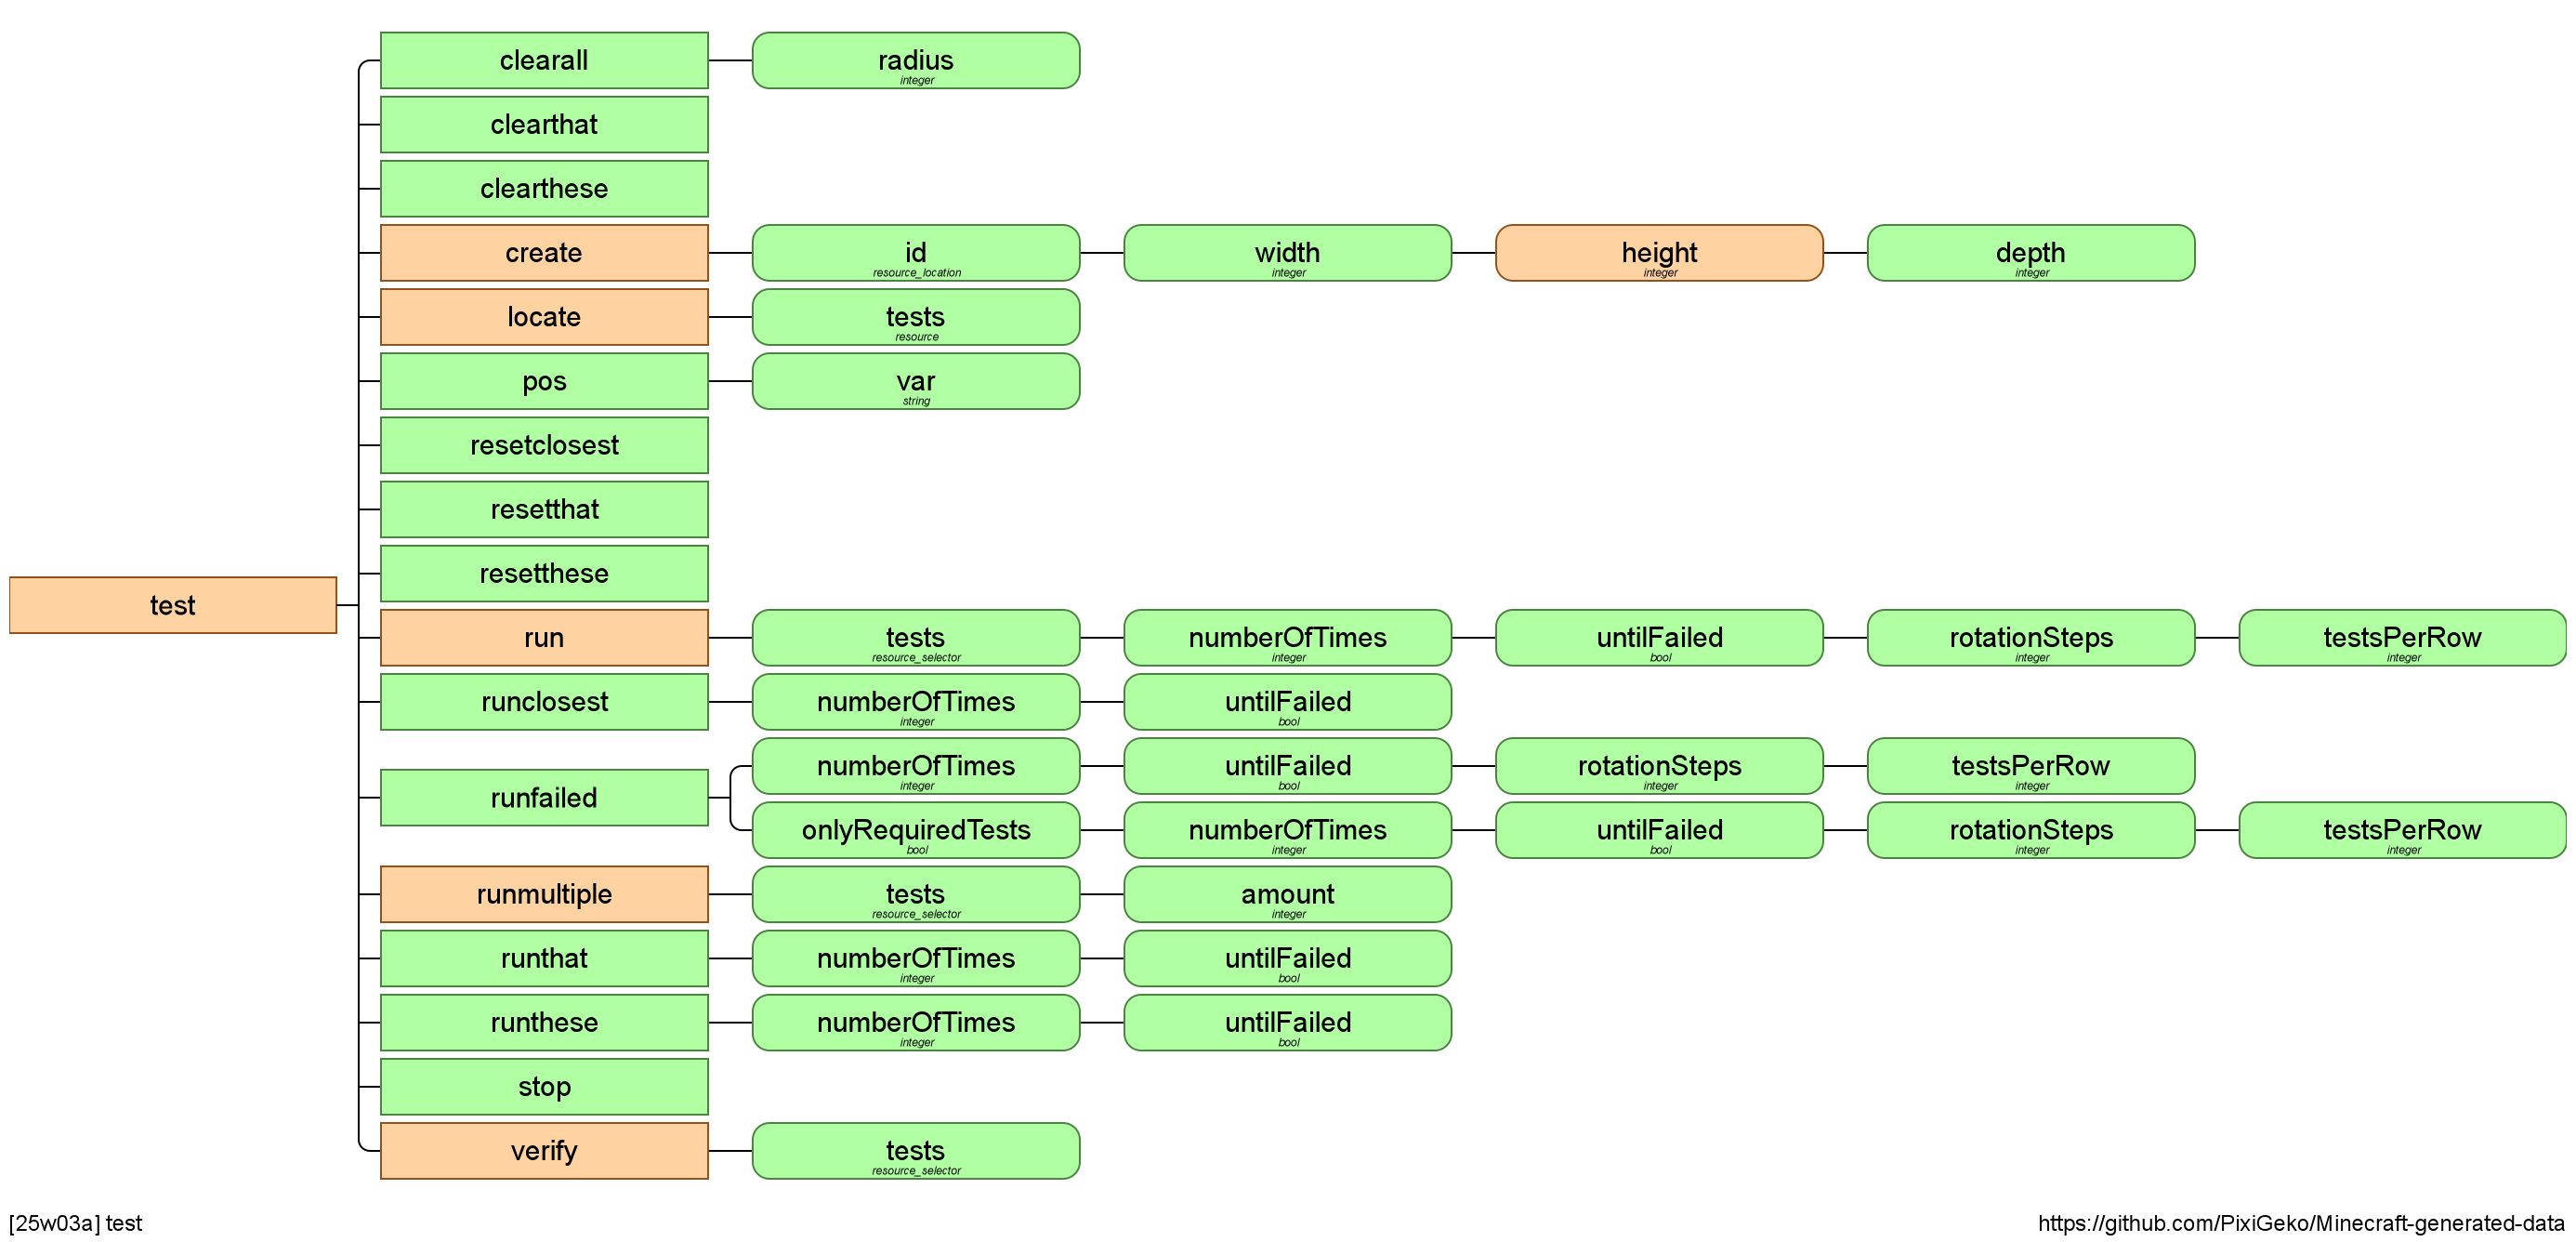 clearall
radius
integer
clearthat
clearthese
create
id
resource_location
width
integer
height
integer
depth
integer
locate
tests
resource
pos
var
string
resetclosest
resetthat
resetthese
test
run
tests
resource_selector
numberOfTimes
integer
untilFailed
bool
rotationSteps
integer
testsPerRow
integer
runclosest
numberOfTimes
integer
untilFailed
bool
runfailed
numberOfTimes
integer
untilFailed
bool
rotationSteps
integer
testsPerRow
integer
onlyRequiredTests
bool
numberOfTimes
integer
untilFailed
bool
rotationSteps
integer
testsPerRow
integer
runmultiple
tests
resource_selector
amount
integer
runthat
numberOfTimes
integer
untilFailed
bool
runthese
numberOfTimes
integer
untilFailed
bool
stop
verify
tests
resource_selector
[25w03a] test
https://github.com/PixiGeko/Minecraft-generated-data